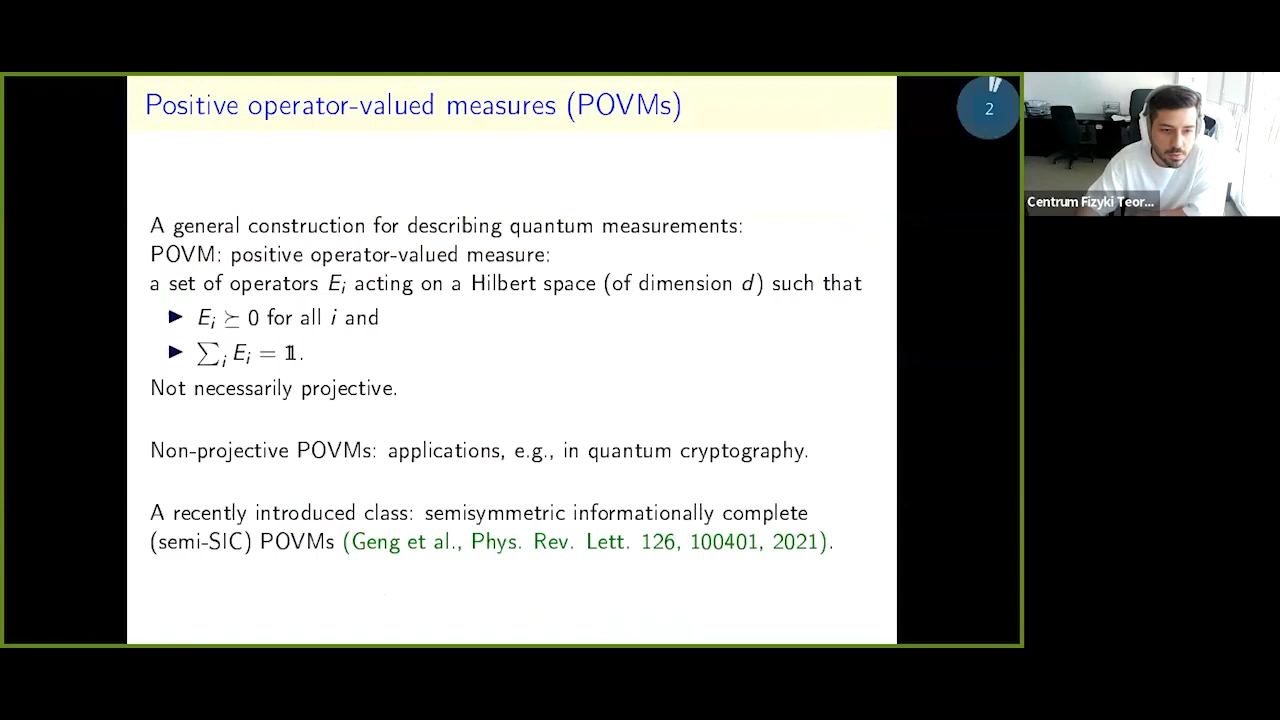 Positive operator-valued measures (POVMs)
2
A general construction for describing quantum measurements:
POVM: positive operator-valued measure:
a set of operators E_i acting on a Hilbert space (of dimension d) such that
▶ E_i ⪰ 0 for all i and
▶ ∑_i E_i = 𝟙.
Not necessarily projective.
Non-projective POVMs: applications, e.g., in quantum cryptography.
A recently introduced class: semisymmetric informationally complete
(semi-SIC) POVMs (Geng et al., Phys. Rev. Lett. 126, 100401, 2021).
Centrum Fizyki Teor...